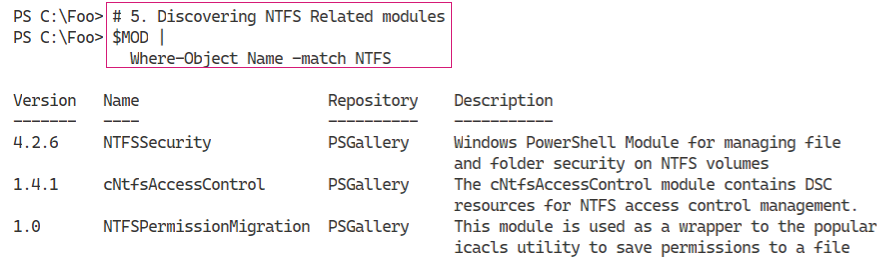 PS C:\Foo> # 5. Discovering NTFS Related modules
PS C:\Foo> $MOD |
Where-Object Name -match NTFS
Version Name Repository Description
------- ---- ---------- -----------
4.2.6 NTFSSecurity PSGallery Windows PowerShell Module for managing file
and folder security on NTFS volumes
1.4.1 cNtfsAccessControl PSGallery The cNtfsAccessControl module contains DSC
resources for NTFS access control management.
1.0 NTFSPermissionMigration PSGallery This module is used as a wrapper to the popular
icacls utility to save permissions to a file